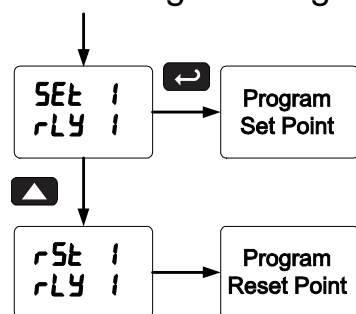 SEt 1
rLY 1
Program
Set Point
rSt 1
rLY 1
Program
Reset Point